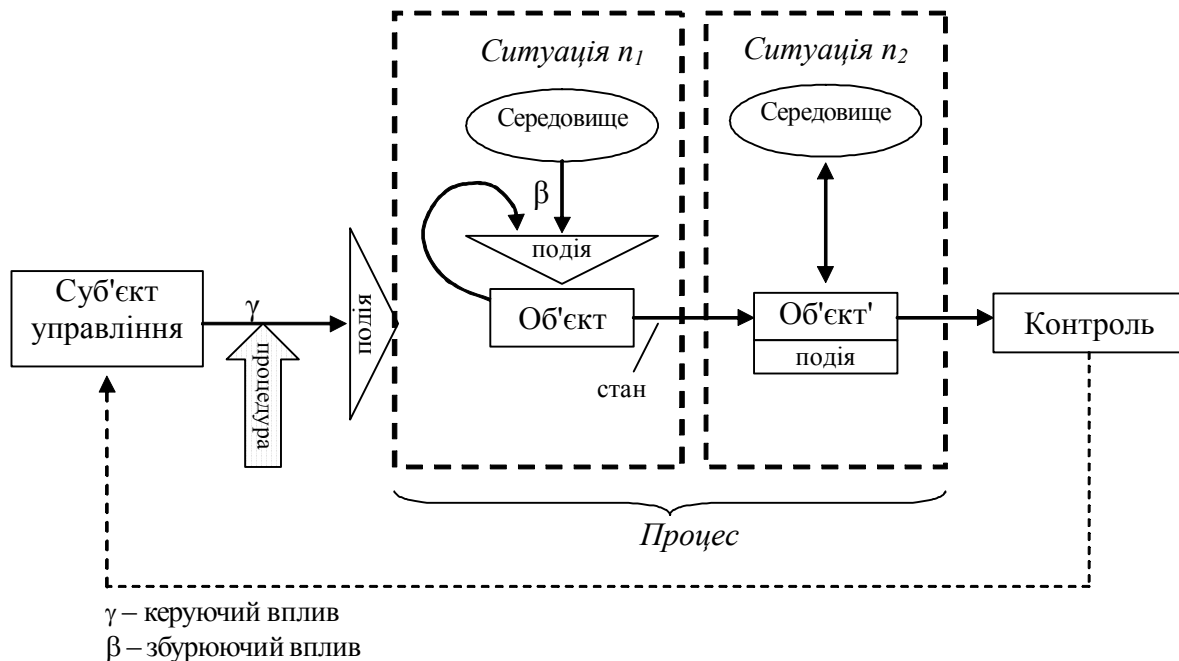 Ситуація n1
Ситуація n2
Середовище
Середовище
β
подія
Суб'єкт
управління
γ
процедура
подія
Об'єкт
Об'єкт'
подія
Контроль
стан
Процес
γ – керуючий вплив
β – збурюючий вплив